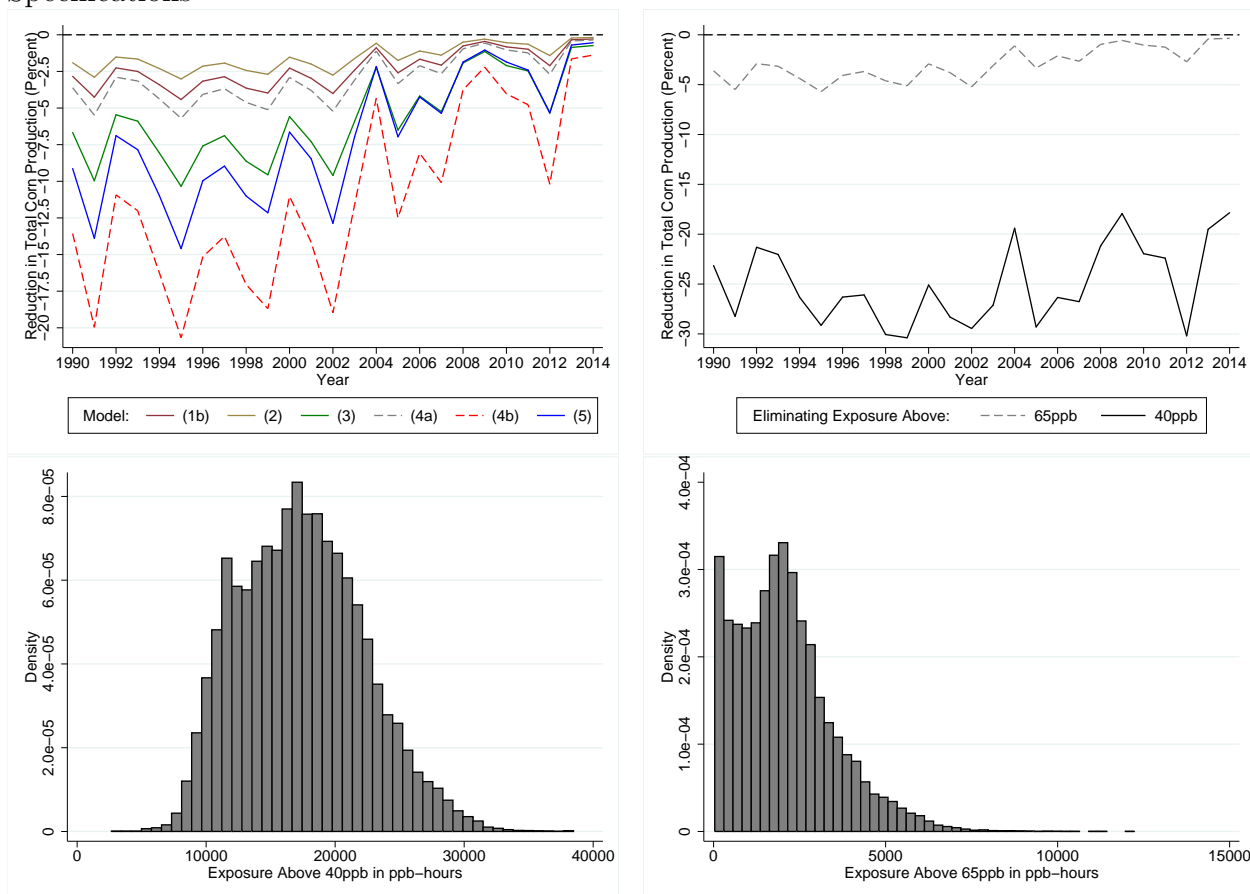 Specifications
Reduction in Total Corn Production (Percent)
0
−2.5
−5
−7.5
−10
−12.5
−15
−17.5
−20
1990 1992 1994 1996 1998 2000 2002 2004 2006 2008 2010 2012 2014
Year
Model: (1b) (2) (3) (4a) (4b) (5)
Reduction in Total Corn Production (Percent)
0
−5
−10
−15
−20
−25
−30
1990 1992 1994 1996 1998 2000 2002 2004 2006 2008 2010 2012 2014
Year
Eliminating Exposure Above: 65ppb 40ppb
Density
8.0e−05
6.0e−05
4.0e−05
2.0e−05
0
0 10000 20000 30000 40000
Exposure Above 40ppb in ppb−hours
Density
4.0e−04
3.0e−04
2.0e−04
1.0e−04
0
0 5000 10000 15000
Exposure Above 65ppb in ppb−hours